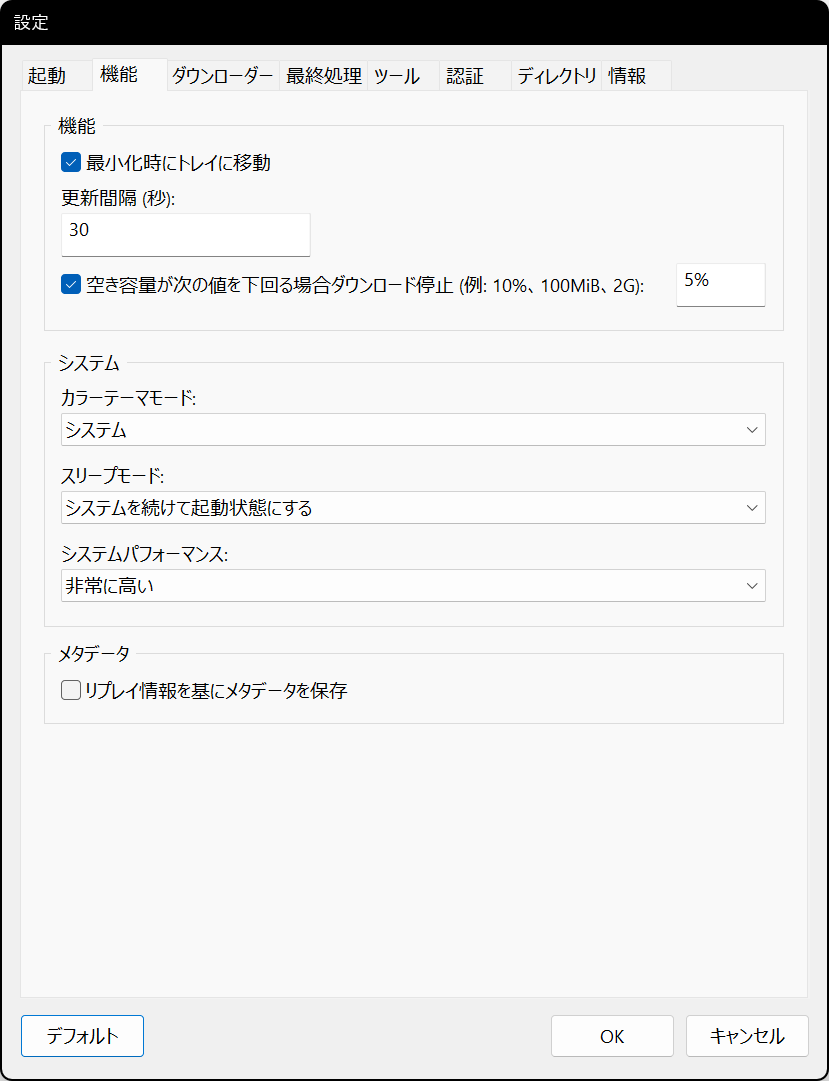 設定
起動 機能 ダウンローダー 最終処理 ツール 認証 ディレクトリ 情報
機能
最小化時にトレイに移動
更新間隔 (秒):
30
空き容量が次の値を下回る場合ダウンロード停止 (例: 10%、100MiB、2G): 5%
システム
カラーテーマモード:
システム
スリープモード:
システムを続けて起動状態にする
システムパフォーマンス:
非常に高い
メタデータ
リプレイ情報を基にメタデータを保存
デフォルト OK キャンセル